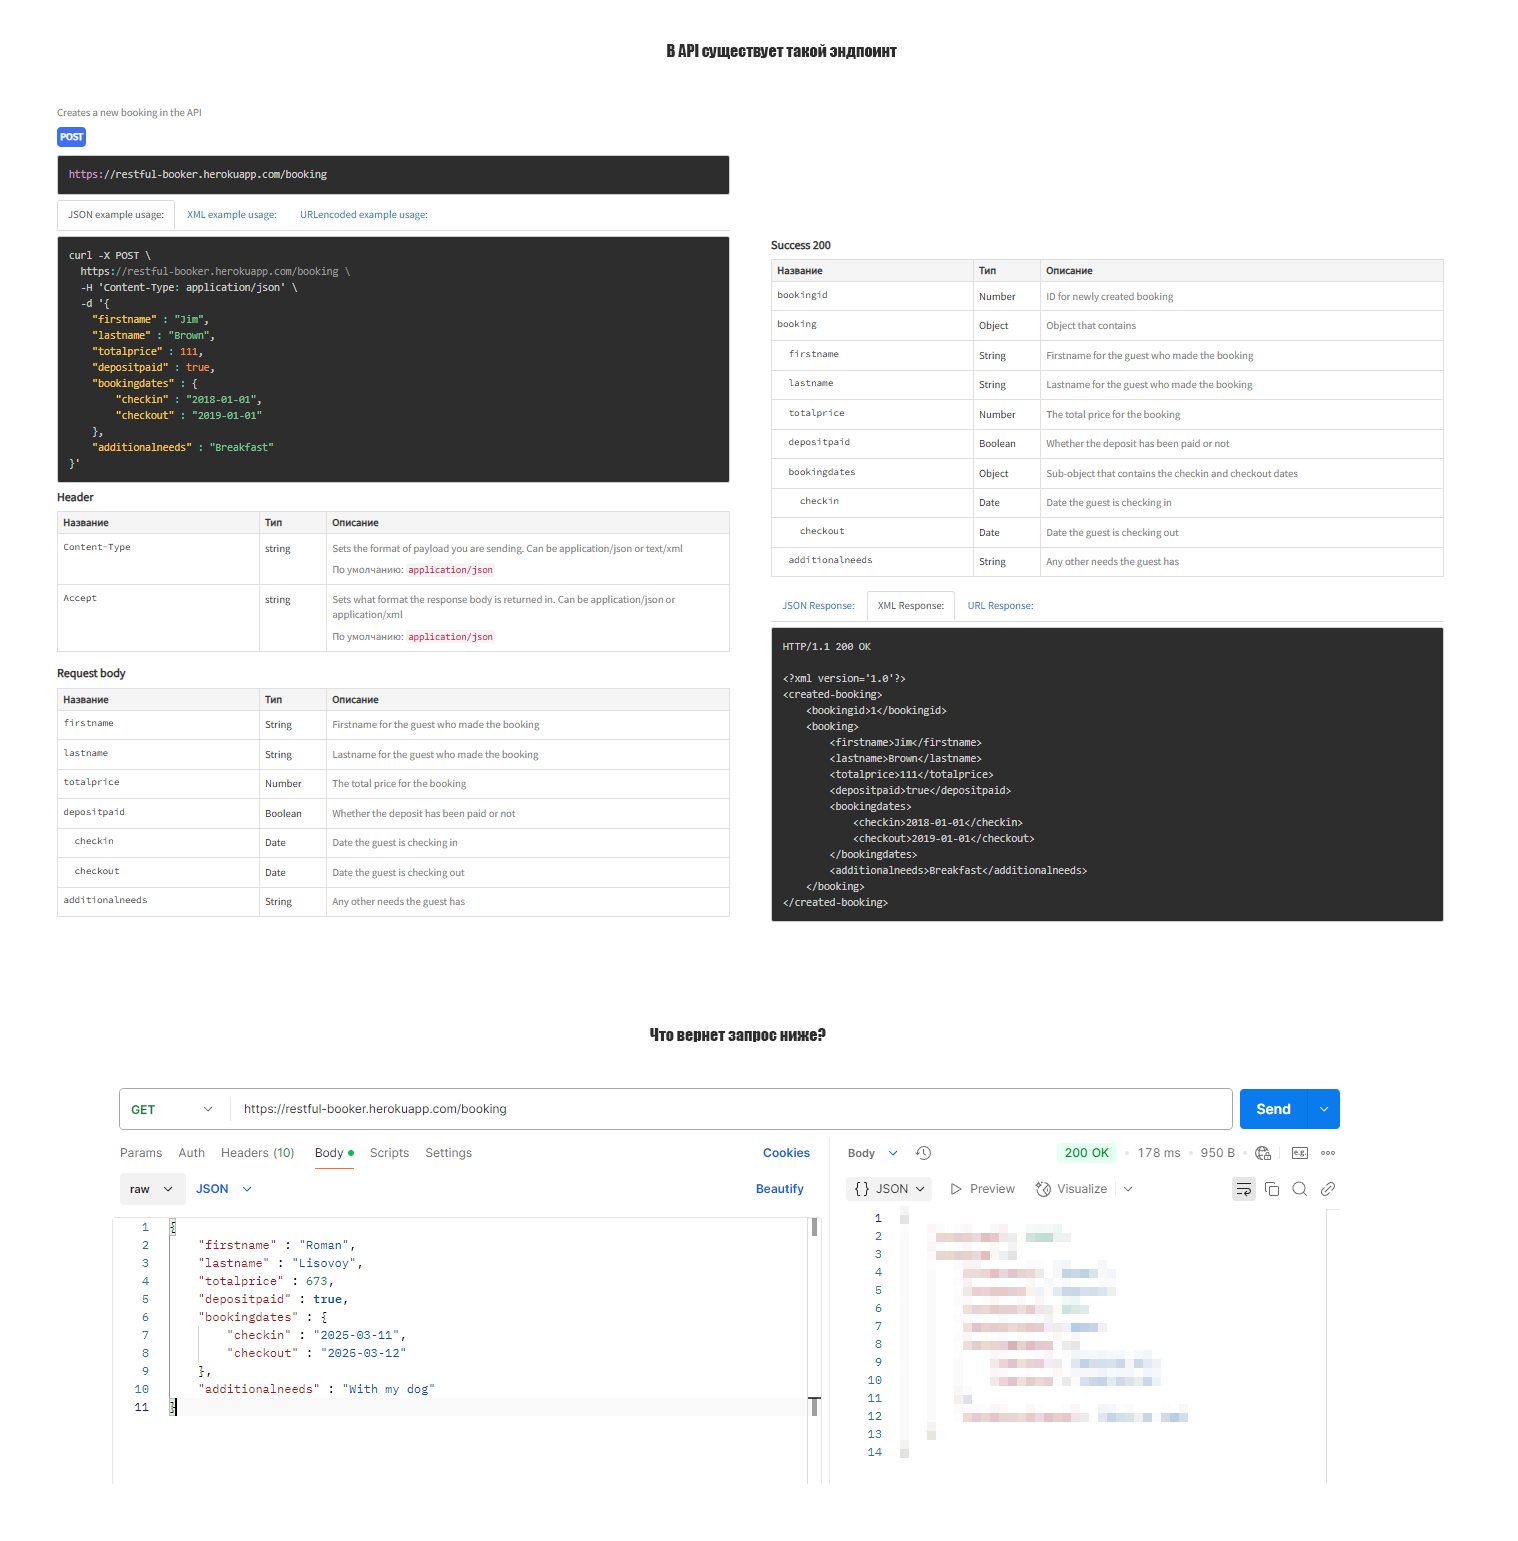 В API существует такой эндпоинт
Creates a new booking in the API
POST
https://restful-booker.herokuapp.com/booking
JSON example usage: XML example usage: URLencoded example usage:
curl -X POST \
https://restful-booker.herokuapp.com/booking \
-H 'Content-Type: application/json' \
-d '{
"firstname" : "Jim",
"lastname" : "Brown",
"totalprice" : 111,
"depositpaid" : true,
"bookingdates" : {
"checkin" : "2018-01-01",
"checkout" : "2019-01-01"
},
"additionalneeds" : "Breakfast"
}'
Header
Название Тип Описание
Content-Type string Sets the format of payload you are sending. Can be application/json or text/xml
По умолчанию: application/json
Accept string Sets what format the response body is returned in. Can be application/json or
application/xml
По умолчанию: application/json
Request body
Название Тип Описание
firstname String Firstname for the guest who made the booking
lastname String Lastname for the guest who made the booking
totalprice Number The total price for the booking
depositpaid Boolean Whether the deposit has been paid or not
checkin Date Date the guest is checking in
checkout Date Date the guest is checking out
additionalneeds String Any other needs the guest has
Success 200
Название Тип Описание
bookingid Number ID for newly created booking
booking Object Object that contains
firstname String Firstname for the guest who made the booking
lastname String Lastname for the guest who made the booking
totalprice Number The total price for the booking
depositpaid Boolean Whether the deposit has been paid or not
bookingdates Object Sub-object that contains the checkin and checkout dates
checkin Date Date the guest is checking in
checkout Date Date the guest is checking out
additionalneeds String Any other needs the guest has
JSON Response: XML Response: URL Response:
HTTP/1.1 200 OK
<?xml version='1.0'?>
<created-booking>
<bookingid>1</bookingid>
<booking>
<firstname>Jim</firstname>
<lastname>Brown</lastname>
<totalprice>111</totalprice>
<depositpaid>true</depositpaid>
<bookingdates>
<checkin>2018-01-01</checkin>
<checkout>2019-01-01</checkout>
</bookingdates>
<additionalneeds>Breakfast</additionalneeds>
</booking>
</created-booking>
Что вернет запрос ниже?
GET https://restful-booker.herokuapp.com/booking Send
Params Auth Headers (10) Body Scripts Settings Cookies
raw JSON Beautify
1 {
2 "firstname" : "Roman",
3 "lastname" : "Lisovoy",
4 "totalprice" : 673,
5 "depositpaid" : true,
6 "bookingdates" : {
7 "checkin" : "2025-03-11",
8 "checkout" : "2025-03-12"
9 },
10 "additionalneeds" : "With my dog"
11 }
Body 200 OK • 178 ms • 950 B • e.g.
{} JSON Preview Visualize
1
2
3
4
5
6
7
8
9
10
11
12
13
14